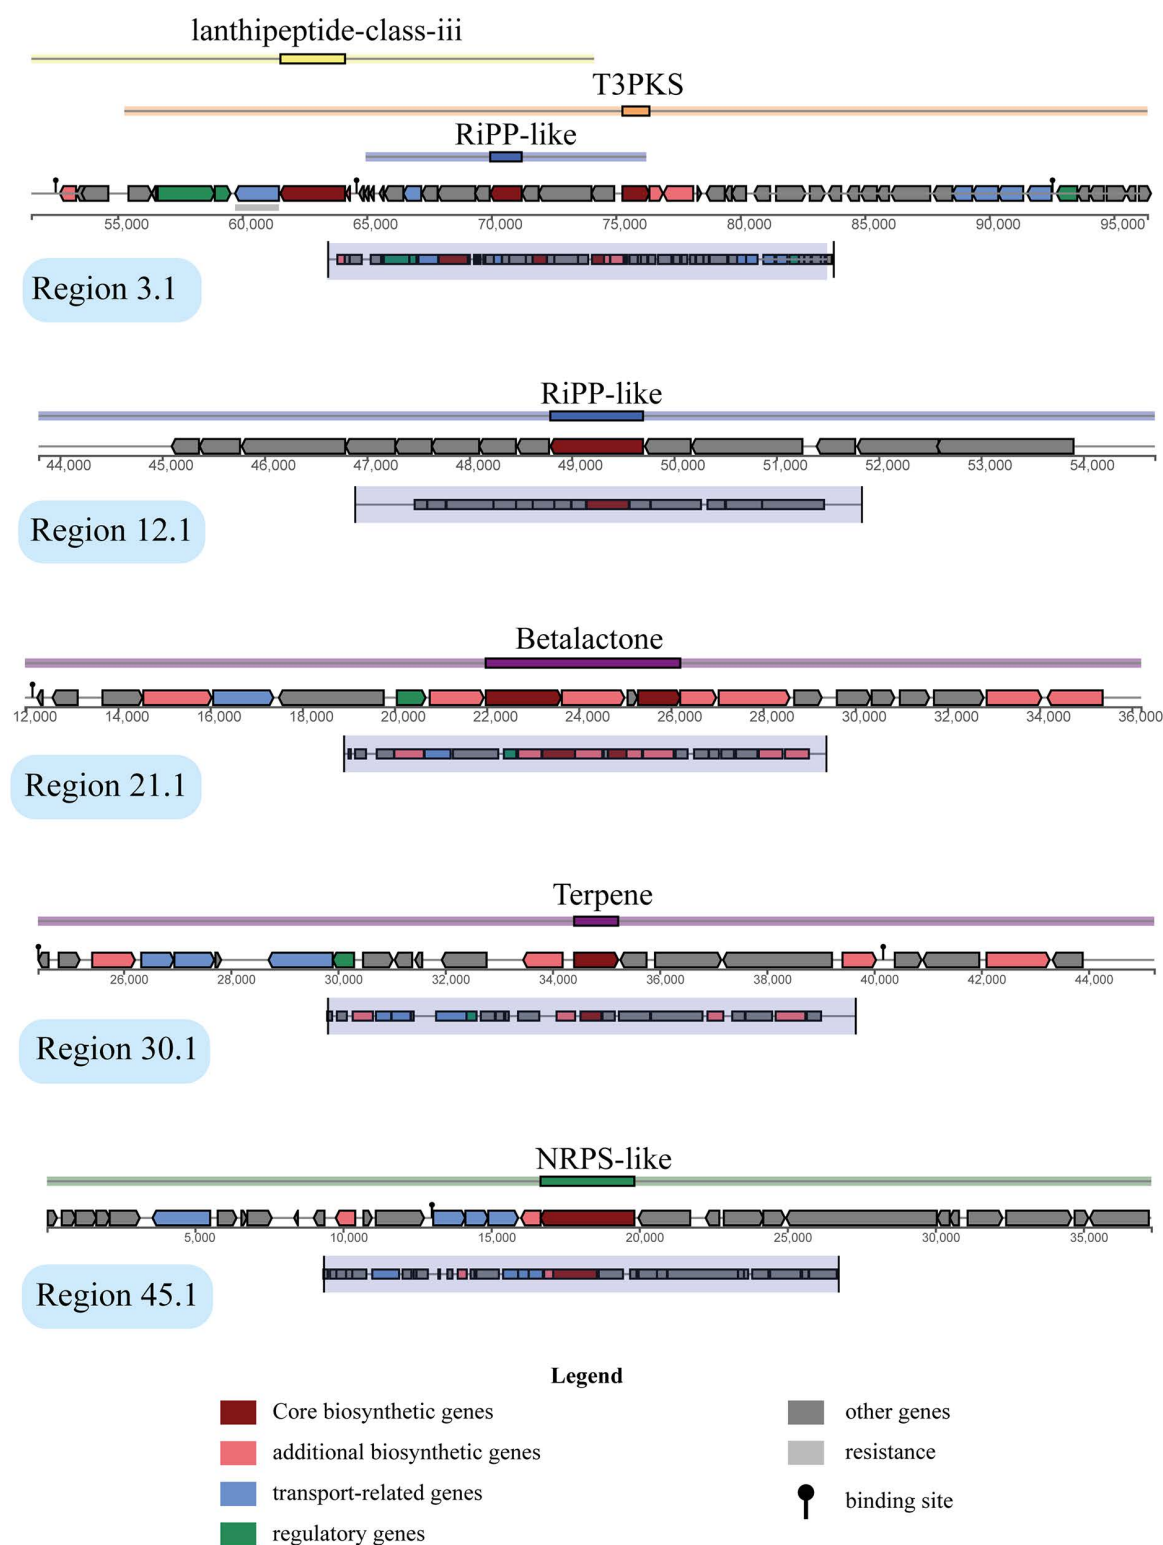 lanthipeptide-class-iii
T3PKS
RiPP-like
55,000 60,000 65,000 70,000 75,000 80,000 85,000 90,000 95,000
Region 3.1
RiPP-like
44,000 45,000 46,000 47,000 48,000 49,000 50,000 51,000 52,000 53,000 54,000
Region 12.1
Betalactone
12,000 14,000 16,000 18,000 20,000 22,000 24,000 26,000 28,000 30,000 32,000 34,000 36,000
Region 21.1
Terpene
26,000 28,000 30,000 32,000 34,000 36,000 38,000 40,000 42,000 44,000
Region 30.1
NRPS-like
5,000 10,000 15,000 20,000 25,000 30,000 35,000
Region 45.1
Legend
Core biosynthetic genes
other genes
additional biosynthetic genes
resistance
transport-related genes
binding site
regulatory genes